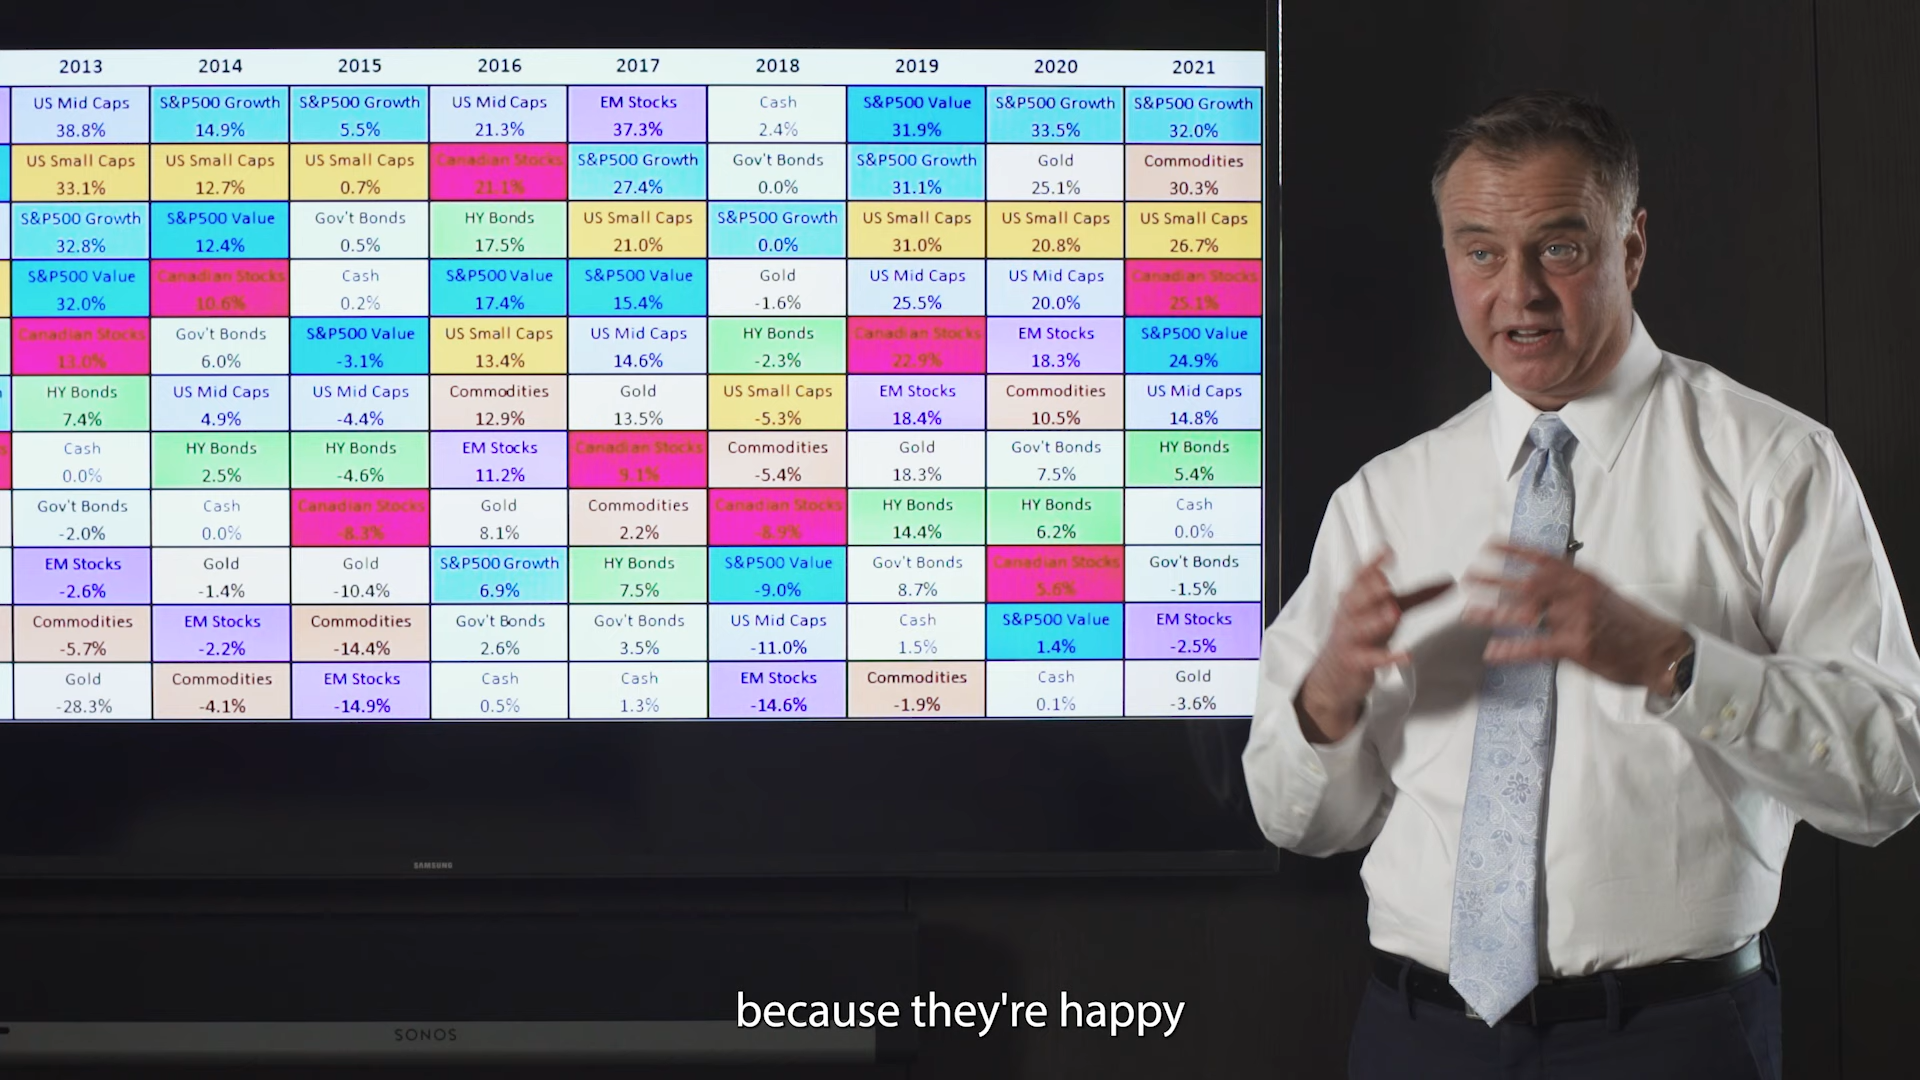 2013 2014 2015 2016 2017 2018 2019 2020 2021
US Mid Caps S&P500 Growth S&P500 Growth US Mid Caps EM Stocks Cash S&P500 Value S&P500 Growth S&P500 Growth
38.8% 14.9% 5.5% 21.3% 37.3% 2.4% 31.9% 33.5% 32.0%
US Small Caps US Small Caps US Small Caps Canadian Stocks S&P500 Growth Gov't Bonds S&P500 Growth Gold Commodities
33.1% 12.7% 0.7% 21.1% 27.4% 0.0% 31.1% 25.1% 30.3%
S&P500 Growth S&P500 Value Gov't Bonds HY Bonds US Small Caps S&P500 Growth US Small Caps US Small Caps US Small Caps
32.8% 12.4% 0.5% 17.5% 21.0% 0.0% 31.0% 20.8% 26.7%
S&P500 Value Canadian Stocks Cash S&P500 Value S&P500 Value Gold US Mid Caps US Mid Caps Canadian Stocks
32.0% 10.6% 0.2% 17.4% 15.4% -1.6% 25.5% 20.0% 25.1%
Canadian Stocks Gov't Bonds S&P500 Value US Small Caps US Mid Caps HY Bonds Canadian Stocks EM Stocks S&P500 Value
13.0% 6.0% -3.1% 13.4% 14.6% -2.3% 22.9% 18.3% 24.9%
HY Bonds US Mid Caps US Mid Caps Commodities Gold US Small Caps EM Stocks Commodities US Mid Caps
7.4% 4.9% -4.4% 12.9% 13.5% -5.3% 18.4% 10.5% 14.8%
Cash HY Bonds HY Bonds EM Stocks Canadian Stocks Commodities Gold Gov't Bonds HY Bonds
0.0% 2.5% -4.6% 11.2% 9.1% -5.4% 18.3% 7.5% 5.4%
Gov't Bonds Cash Canadian Stocks Gold Commodities Canadian Stocks HY Bonds HY Bonds Cash
-2.0% 0.0% -8.3% 8.1% 2.2% -8.9% 14.4% 6.2% 0.0%
EM Stocks Gold Gold S&P500 Growth HY Bonds S&P500 Value Gov't Bonds Canadian Stocks Gov't Bonds
-2.6% -1.4% -10.4% 6.9% 7.5% -9.0% 8.7% 5.6% -1.5%
Commodities EM Stocks Commodities Gov't Bonds Gov't Bonds US Mid Caps Cash S&P500 Value EM Stocks
-5.7% -2.2% -14.4% 2.6% 3.5% -11.0% 1.5% 1.4% -2.5%
Gold Commodities EM Stocks Cash Cash EM Stocks Commodities Cash Gold
-28.3% -4.1% -14.9% 0.5% 1.3% -14.6% -1.9% 0.1% -3.6%
SAMSUNG
because they're happy
SONOS